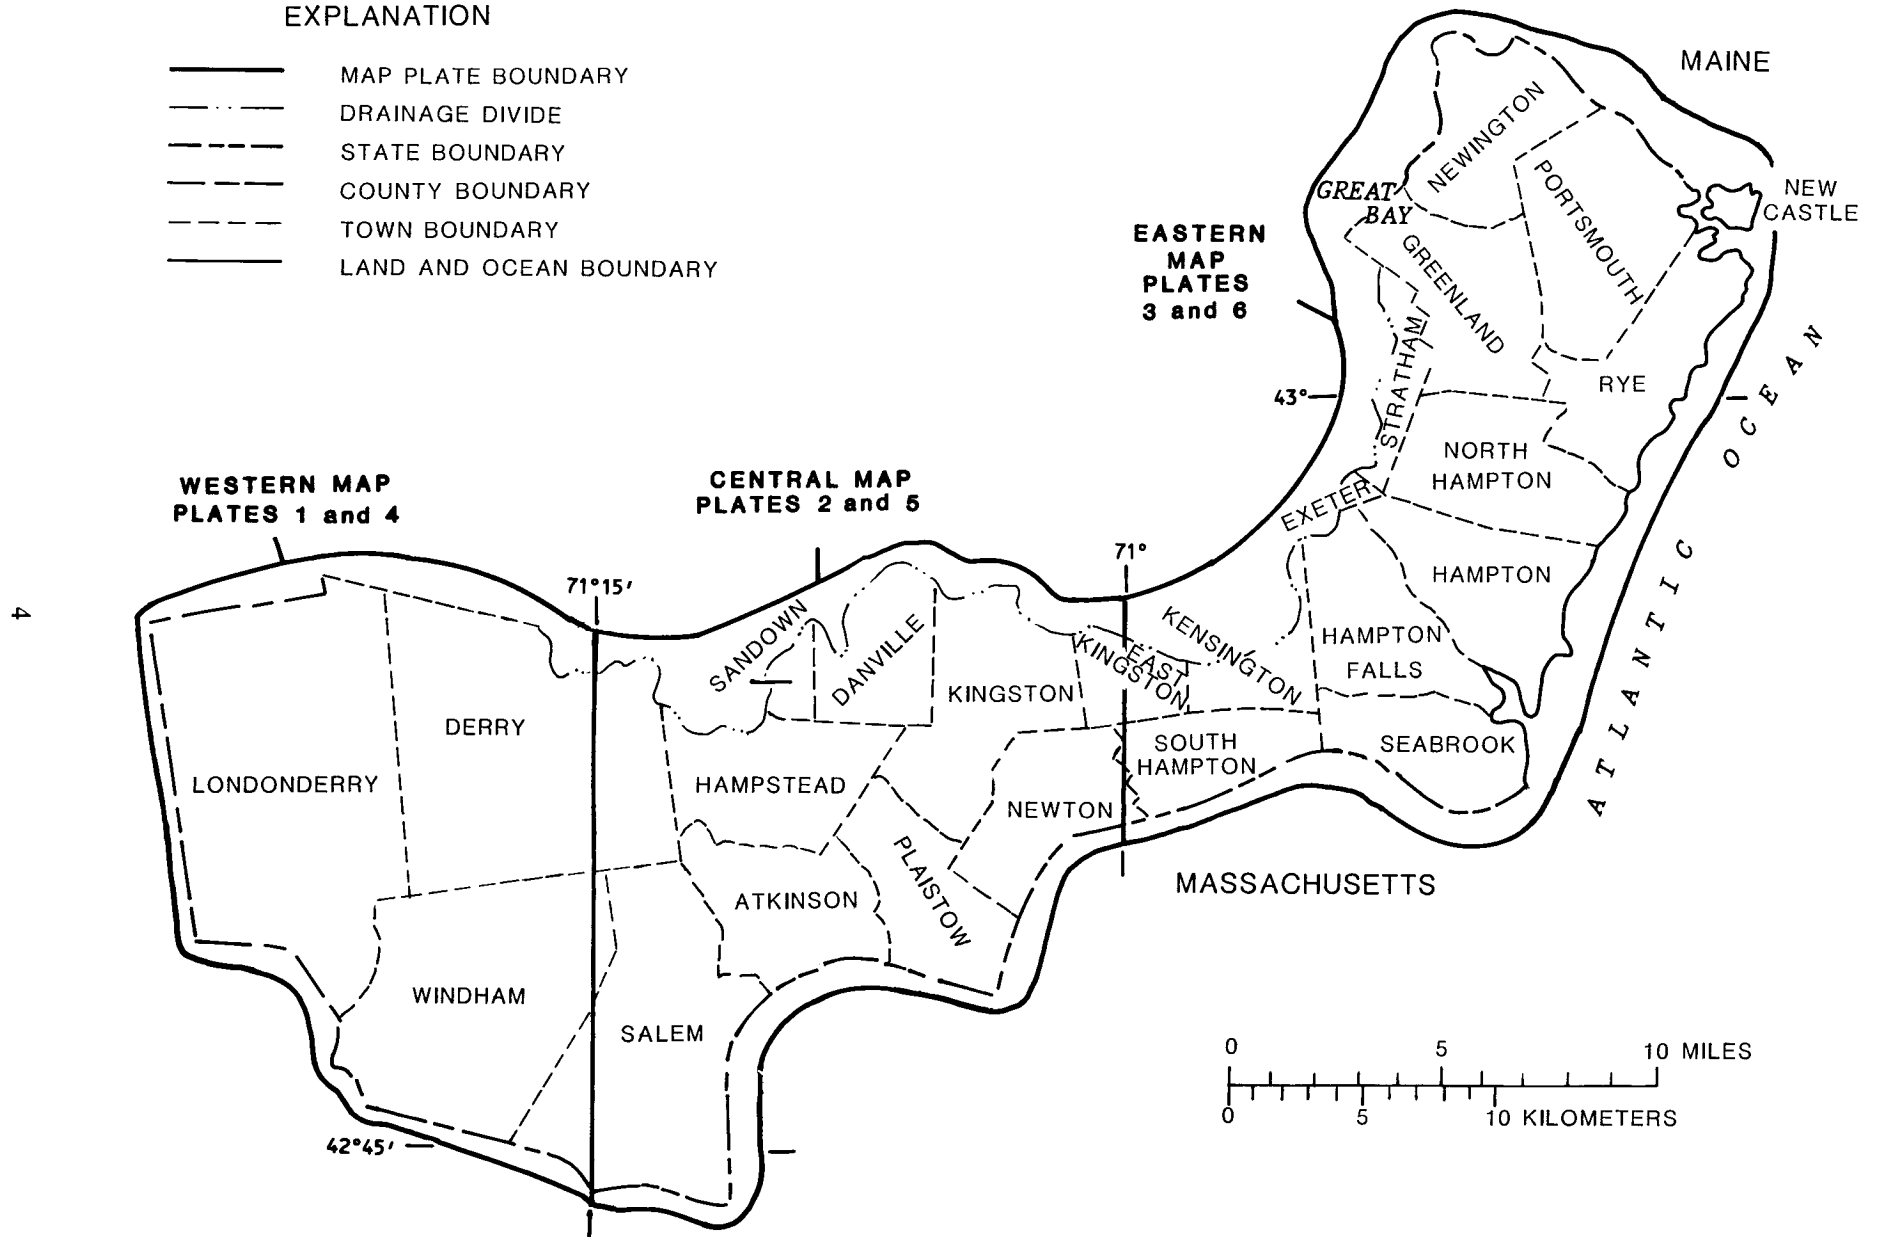 EXPLANATION
MAP PLATE BOUNDARY
DRAINAGE DIVIDE
STATE BOUNDARY
COUNTY BOUNDARY
TOWN BOUNDARY
LAND AND OCEAN BOUNDARY
MAINE
NEWINGTON
GREAT
BAY
PORTSMOUTH
NEW
CASTLE
EASTERN
MAP
PLATES
3 and 6
GREENLAND
STRATHAM
43°
RYE
ATLANTIC OCEAN
NORTH
HAMPTON
EXETER
WESTERN MAP
PLATES 1 and 4
CENTRAL MAP
PLATES 2 and 5
71°15'
71°
HAMPTON
4
SANDOWN
DANVILLE
KINGSTON
EAST
KINGSTON
KENSINGTON
HAMPTON
FALLS
DERRY
LONDONDERRY
HAMPSTEAD
NEWTON
SOUTH
HAMPTON
SEABROOK
PLAISTOW
ATKINSON
MASSACHUSETTS
WINDHAM
SALEM
42°45'
0 5 10 MILES
0 5 10 KILOMETERS